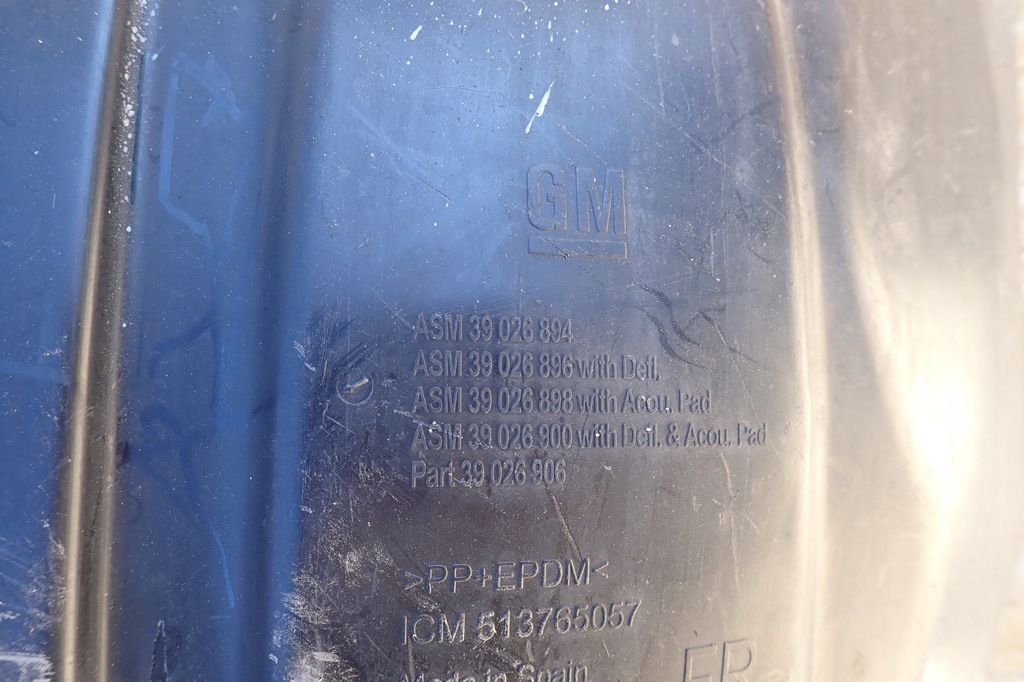 GM
ASM 39 026 894
ASM 39 026 896 with Defl.
ASM 39 026 898 with Acou. Pad
ASM 39 026 900 with Defl. & Acou. Pad
Part 39 026 906
>PP+EPDM<
ICM 513765057
Made in Spain